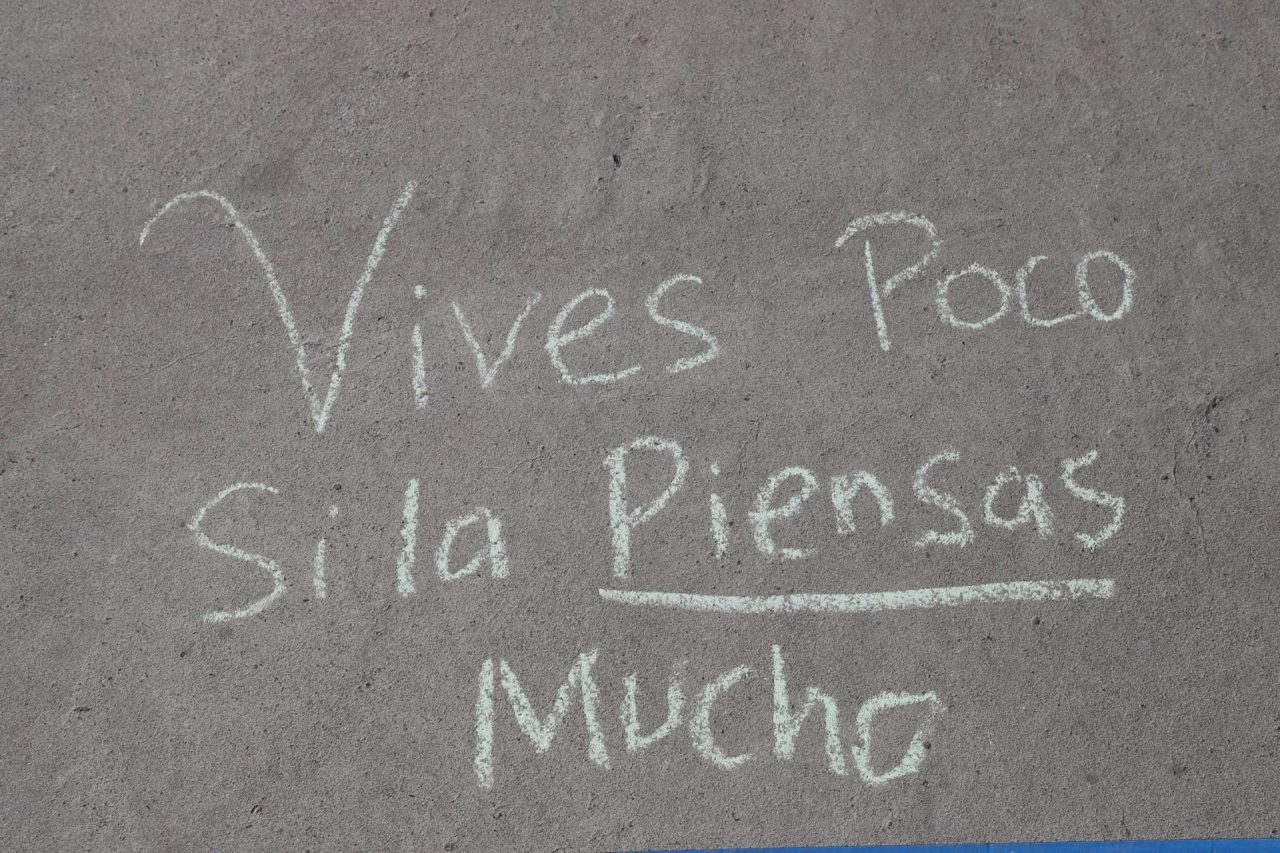 Vives Poco
Si la Piensas
Mucho